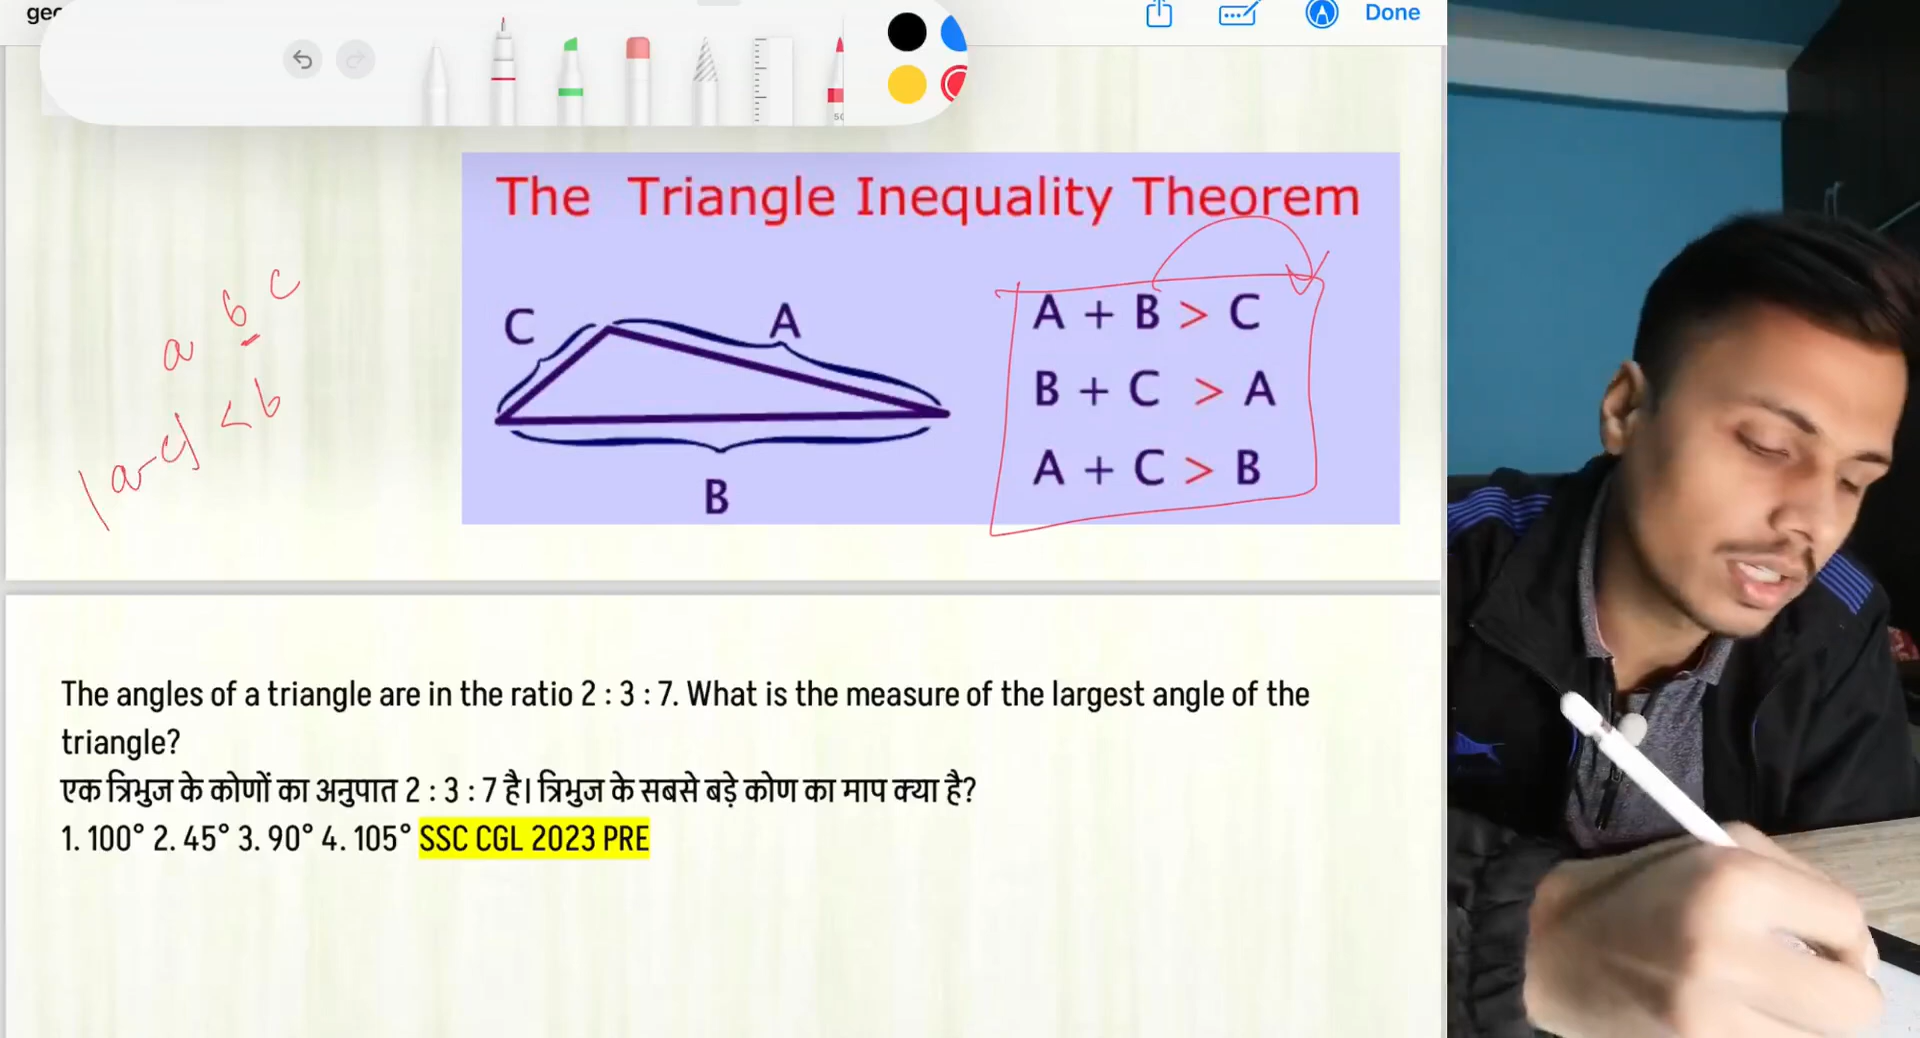 Done
The Triangle Inequality Theorem
C
A
B
A + B > C
B + C > A
A + C > B
a b c
|a-c| < b
The angles of a triangle are in the ratio 2 : 3 : 7. What is the measure of the largest angle of the
triangle?
एक त्रिभुज के कोणों का अनुपात 2 : 3 : 7 है। त्रिभुज के सबसे बड़े कोण का माप क्या है?
1. 100° 2. 45° 3. 90° 4. 105° SSC CGL 2023 PRE